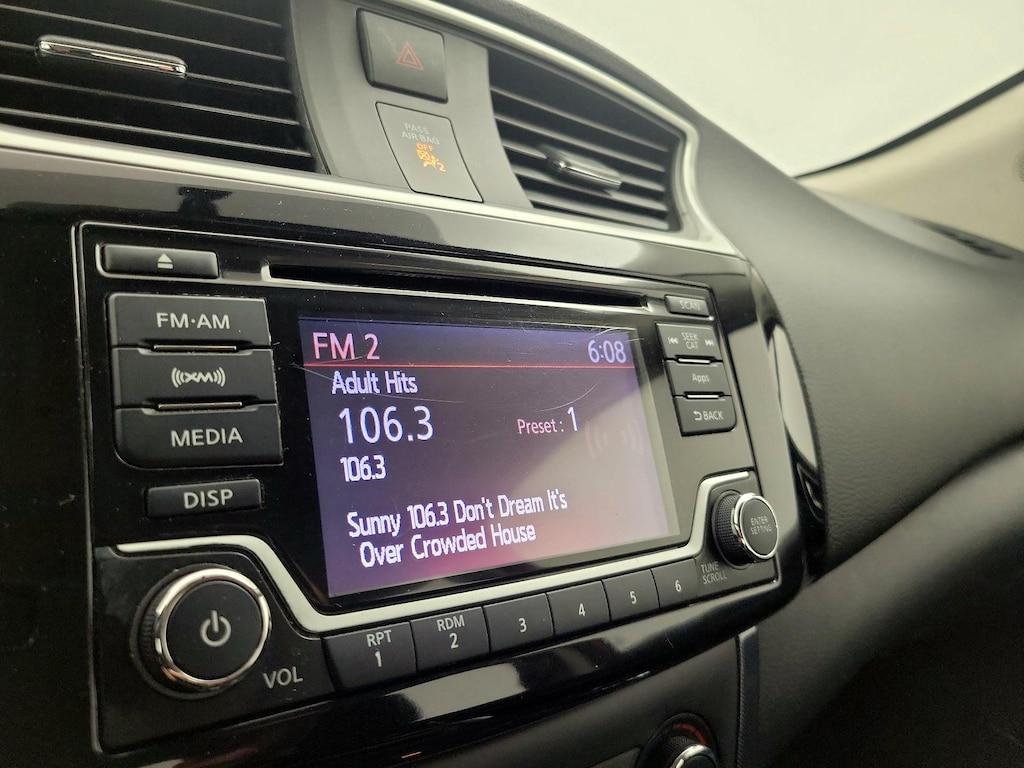 PASS
AIR BAG
OFF
2
SCAN
FM·AM
SEEK
CAT
XM
Apps
MEDIA
BACK
DISP
FM 2 6:08
Adult Hits
106.3 Preset : 1
106.3
Sunny 106.3 Don't Dream It's
Over Crowded House
ENTER
SETTING
TUNE
SCROLL
VOL
RPT
1
RDM
2
3
4
5
6